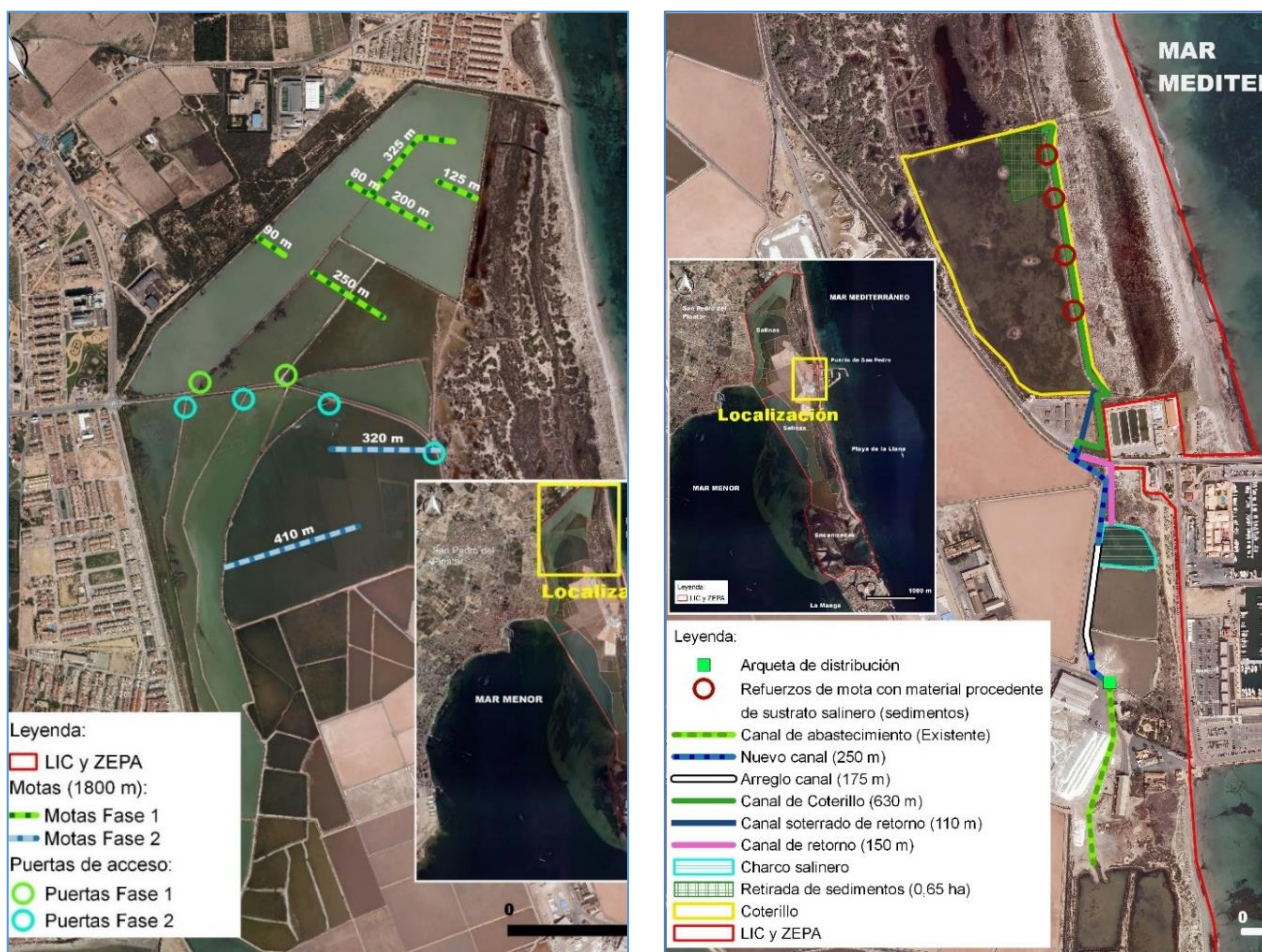 325 m
80 m
125 m
200 m
90 m
250 m
320 m
410 m
San Pedro del
Pinatar
Localiza
MAR MENOR
Leyenda:
LIC y ZEPA
Motas (1800 m):
Motas Fase 1
Motas Fase 2
Puertas de acceso:
Puertas Fase 1
Puertas Fase 2
0
MAR
MEDITER
San Pedro del
Pinatar
MAR MEDITERRÁNEO
Salinas
Puerto de San Pedro
Localización
Salinas
Playa de la Llana
MAR MENOR
Encañizadas
Leyenda:
LIC y ZEPA
La Manga
1000 m
Leyenda:
Arqueta de distribución
Refuerzos de mota con material procedente
de sustrato salinero (sedimentos)
Canal de abastecimiento (Existente)
Nuevo canal (250 m)
Arreglo canal (175 m)
Canal de Coterillo (630 m)
Canal soterrado de retorno (110 m)
Canal de retorno (150 m)
Charco salinero
Retirada de sedimentos (0,65 ha)
Coterillo
LIC y ZEPA
0